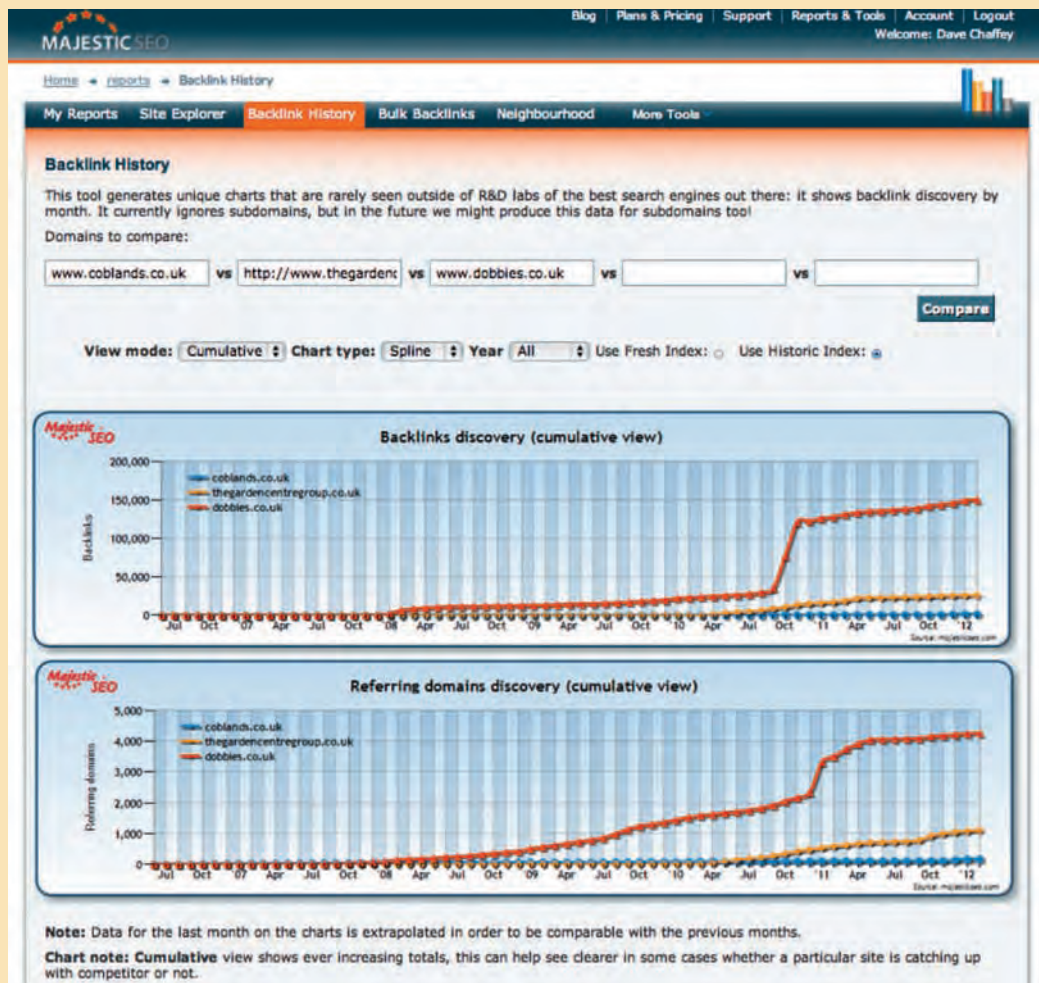 Blog | Plans & Pricing | Support | Reports & Tools | Account | Logout
MAJESTIC SEO
Welcome: Dave Chaffey
Home → reports → Backlink History
My Reports Site Explorer Backlink History Bulk Backlinks Neighbourhood More Tools
Backlink History
This tool generates unique charts that are rarely seen outside of R&D labs of the best search engines out there: it shows backlink discovery by
month. It currently ignores subdomains, but in the future we might produce this data for subdomains too!
Domains to compare:
www.coblands.co.uk vs http://www.thegardenc vs www.dobbies.co.uk vs vs
Compare
View mode: Cumulative Chart type: Spline Year All Use Fresh Index: Use Historic Index:
Majestic SEO
Backlinks discovery (cumulative view)
200,000
150,000
100,000
50,000
0
Backlinks
coblands.co.uk
thegardencentregroup.co.uk
dobbies.co.uk
Jul Oct '07 Apr Jul Oct '08 Apr Jul Oct '09 Apr Jul Oct '10 Apr Jul Oct '11 Apr Jul Oct '12
Source: majesticseo.com
Majestic SEO
Referring domains discovery (cumulative view)
5,000
4,000
3,000
2,000
1,000
0
Referring domains
coblands.co.uk
thegardencentregroup.co.uk
dobbies.co.uk
Jul Oct '07 Apr Jul Oct '08 Apr Jul Oct '09 Apr Jul Oct '10 Apr Jul Oct '11 Apr Jul Oct '12
Source: majesticseo.com
Note: Data for the last month on the charts is extrapolated in order to be comparable with the previous months.
Chart note: Cumulative view shows ever increasing totals, this can help see clearer in some cases whether a particular site is catching up
with competitor or not.